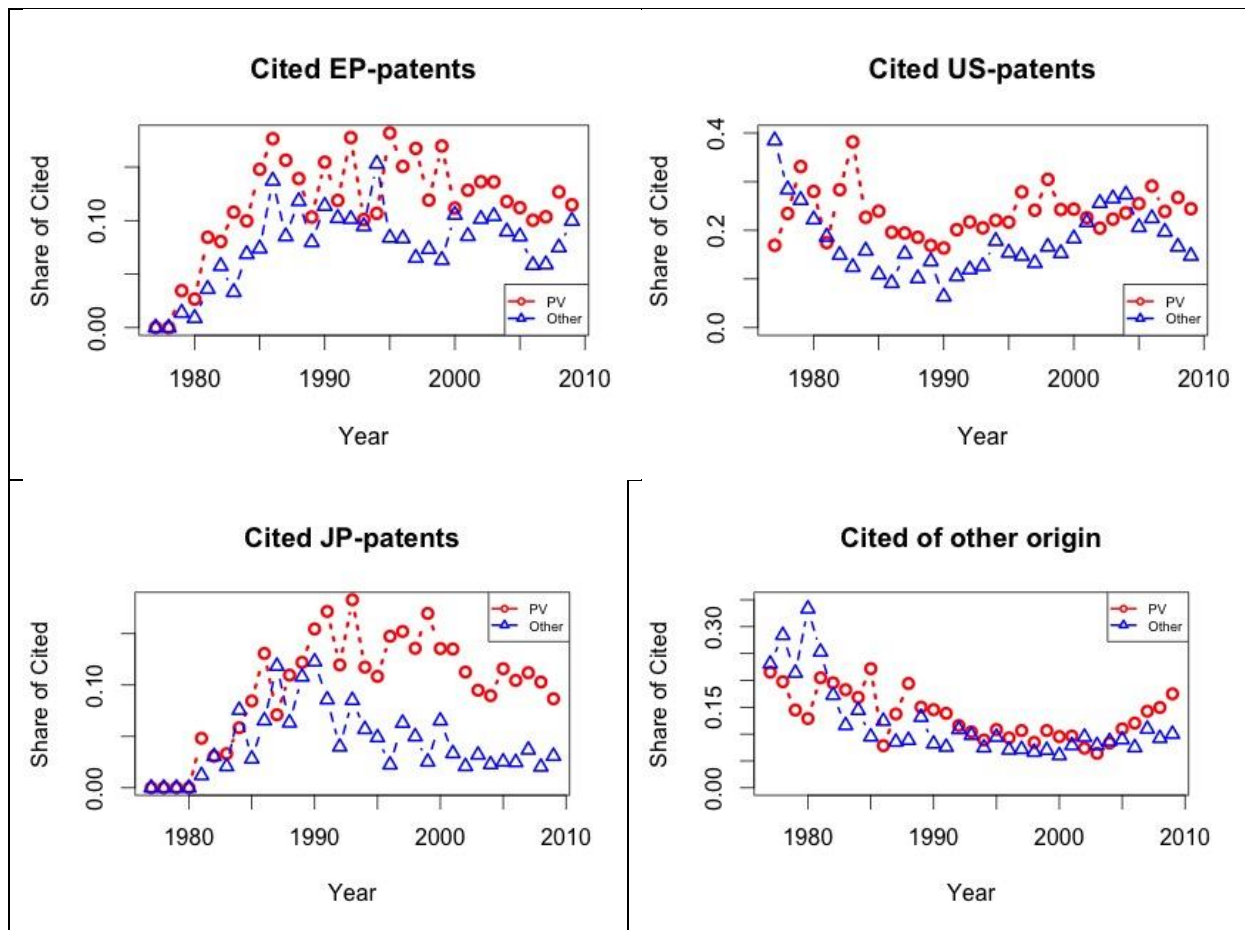 Cited EP-patents
Share of Cited
0.10
0.00
PV
Other
1980
1990
2000
2010
Year
Cited US-patents
Share of Cited
0.4
0.2
0.0
PV
Other
1980
1990
2000
2010
Year
Cited JP-patents
Share of Cited
0.10
0.00
PV
Other
1980
1990
2000
2010
Year
Cited of other origin
Share of Cited
0.30
0.15
0.00
PV
Other
1980
1990
2000
2010
Year